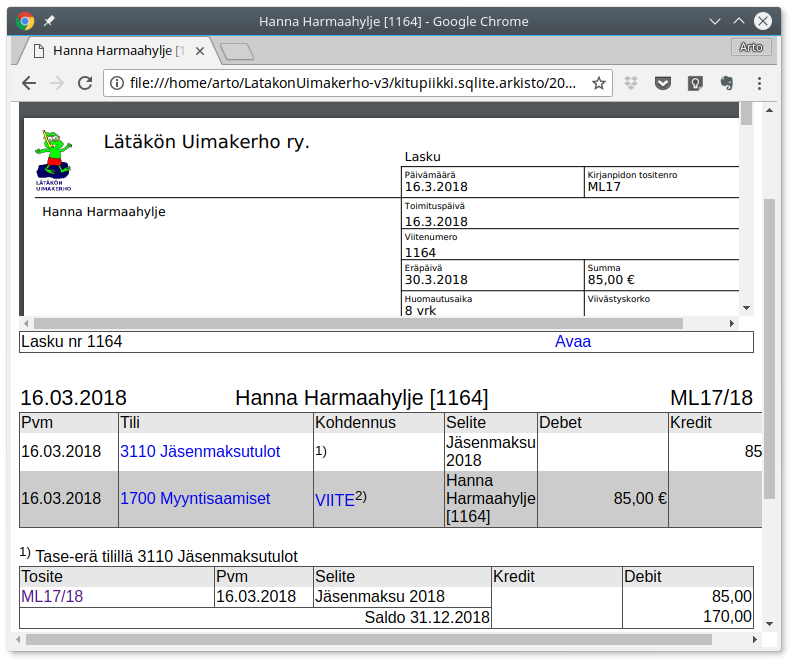 Hanna Harmaahylje [1164] - Google Chrome
Hanna Harmaahylje [1
Arto
file:///home/arto/LatakonUimakerho-v3/kitupiikki.sqlite.arkisto/20...
LÄTÄKÖN
UIMAKERHO
Lätäkön Uimakerho ry.
Lasku
Päivämäärä Kirjanpidon tositenro
16.3.2018 ML17
Hanna Harmaahylje
Toimituspäivä
16.3.2018
Viitenumero
1164
Eräpäivä Summa
30.3.2018 85,00 €
Huomautusaika Viivästyskorko
8 vrk
Lasku nr 1164 Avaa
16.03.2018 Hanna Harmaahylje [1164] ML17/18
Pvm Tili Kohdennus Selite Debet Kredit
16.03.2018 3110 Jäsenmaksutulot 1) Jäsenmaksu 85
2018
16.03.2018 1700 Myyntisaamiset VIITE2) Hanna 85,00 €
Harmaahylje
[1164]
1) Tase-erä tilillä 3110 Jäsenmaksutulot
Tosite Pvm Selite Kredit Debit
ML17/18 16.03.2018 Jäsenmaksu 2018 85,00
Saldo 31.12.2018 170,00